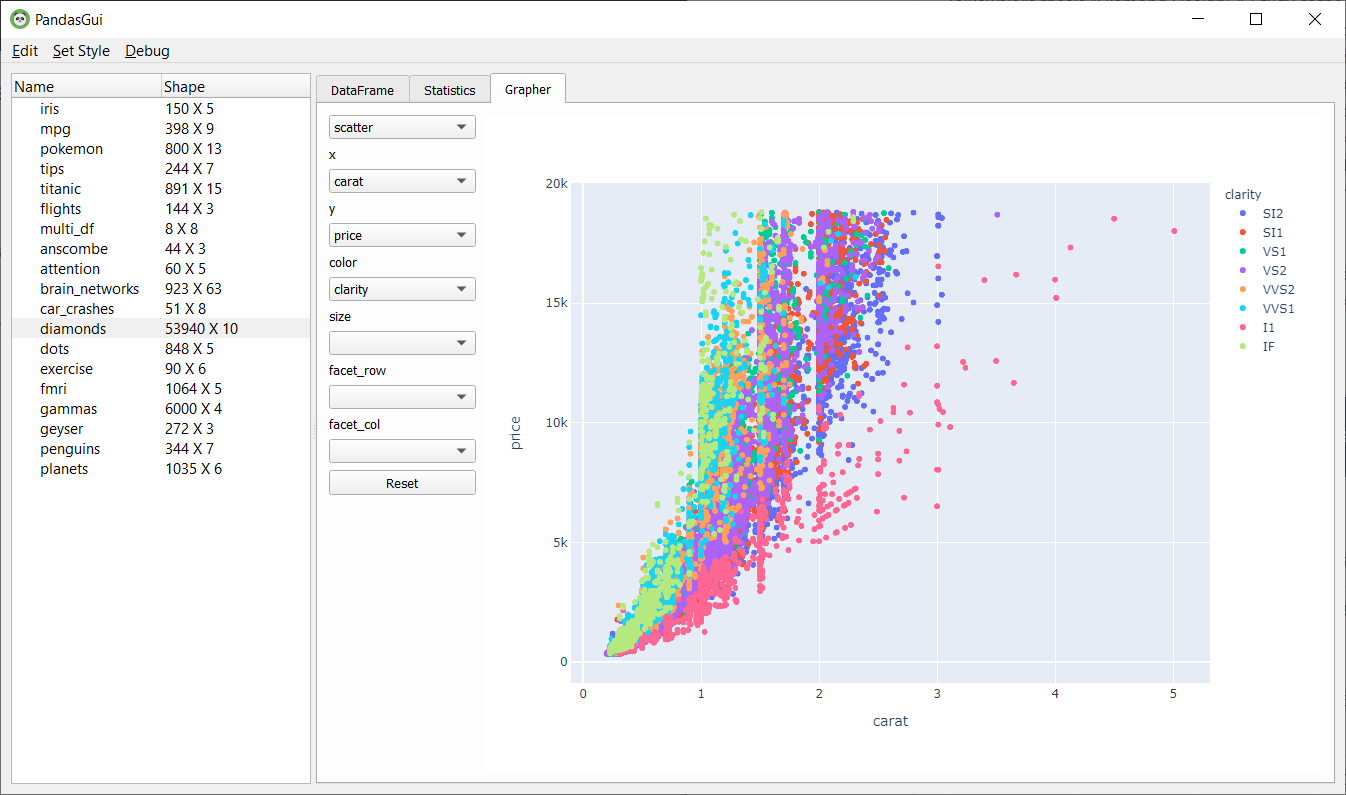 PandasGui
Edit Set Style Debug
Name Shape
iris 150 X 5
mpg 398 X 9
pokemon 800 X 13
tips 244 X 7
titanic 891 X 15
flights 144 X 3
multi_df 8 X 8
anscombe 44 X 3
attention 60 X 5
brain_networks 923 X 63
car_crashes 51 X 8
diamonds 53940 X 10
dots 848 X 5
exercise 90 X 6
fmri 1064 X 5
gammas 6000 X 4
geyser 272 X 3
penguins 344 X 7
planets 1035 X 6
DataFrame Statistics Grapher
scatter
x
carat
y
price
color
clarity
size
facet_row
facet_col
Reset
20k
15k
10k
5k
0
price
0 1 2 3 4 5
carat
clarity
SI2
SI1
VS1
VS2
VVS2
VVS1
I1
IF